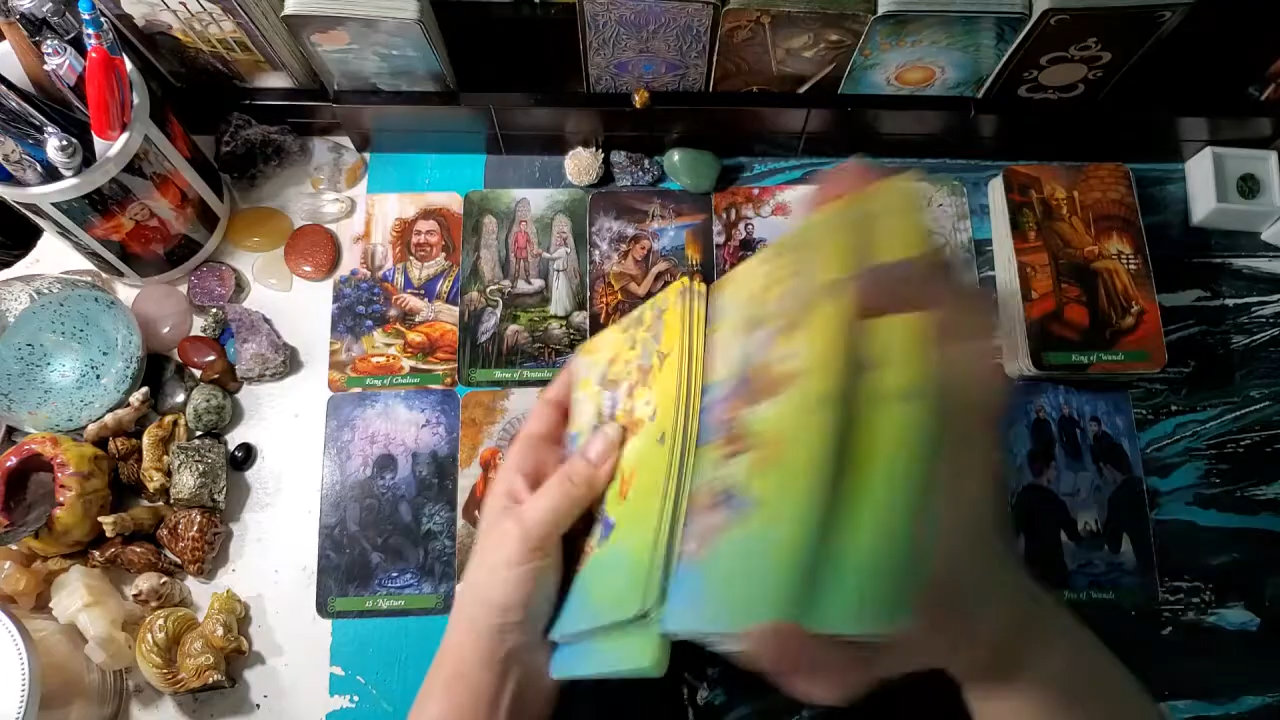 King of Chalices
Three of Pentacles
King of Wands
15 · Nature
Five of Wands